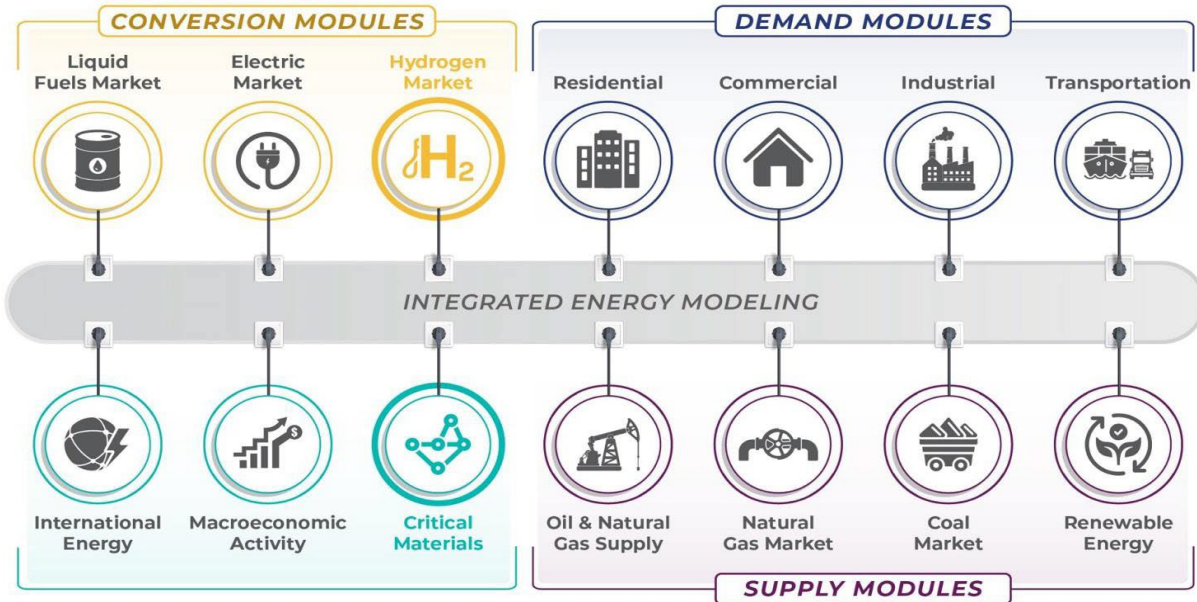 CONVERSION MODULES
DEMAND MODULES
Liquid
Fuels Market
Electric
Market
Hydrogen
Market
Residential
Commercial
Industrial
Transportation
H2
INTEGRATED ENERGY MODELING
$
International
Energy
Macroeconomic
Activity
Critical
Materials
Oil & Natural
Gas Supply
Natural
Gas Market
Coal
Market
Renewable
Energy
SUPPLY MODULES